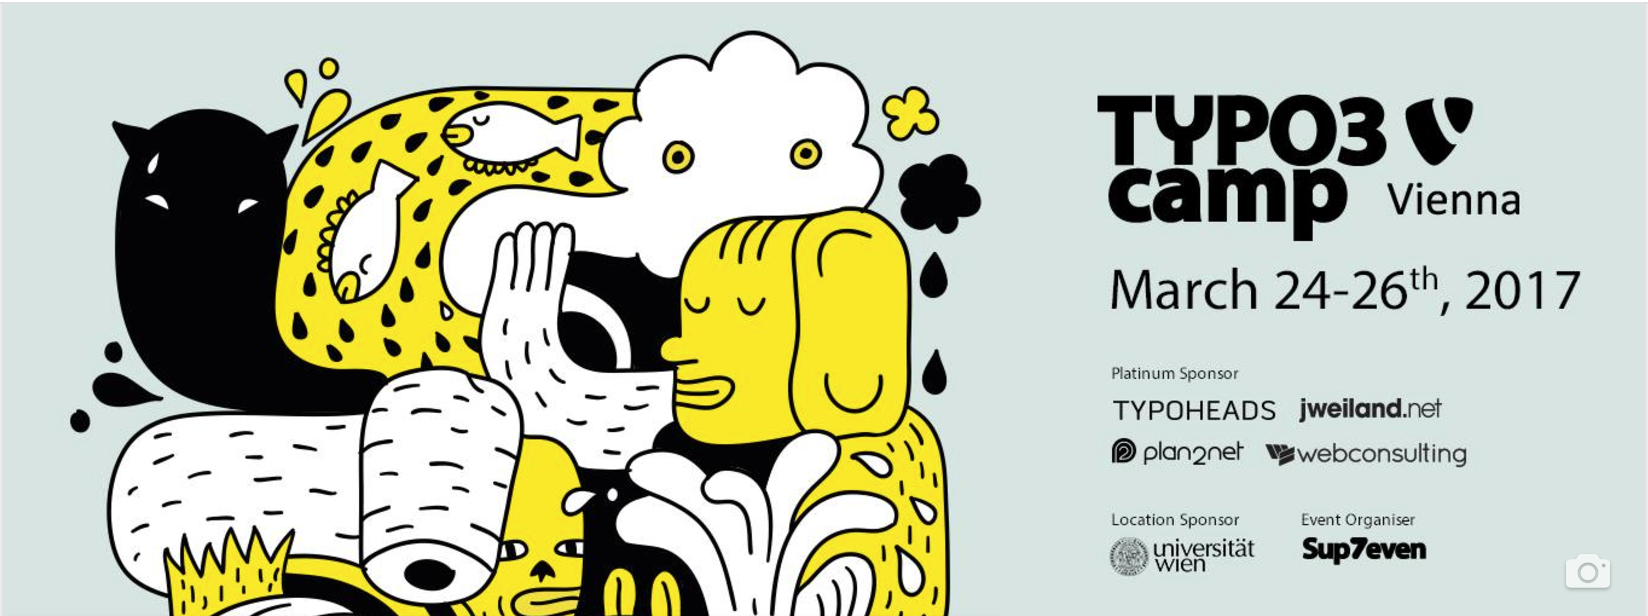 TYPO3
camp Vienna
March 24-26th, 2017
Platinum Sponsor
TYPOHEADS jweiland.net
plan2net webconsulting
Location Sponsor Event Organiser
universität wien Sup7even